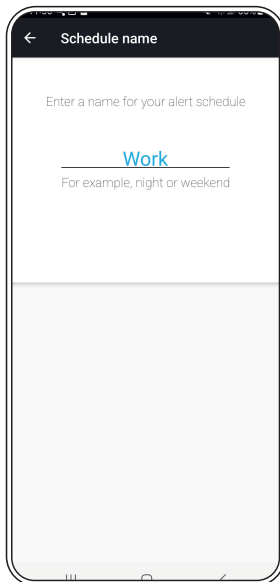 Schedule name
Enter a name for your alert schedule
Work
For example, night or weekend